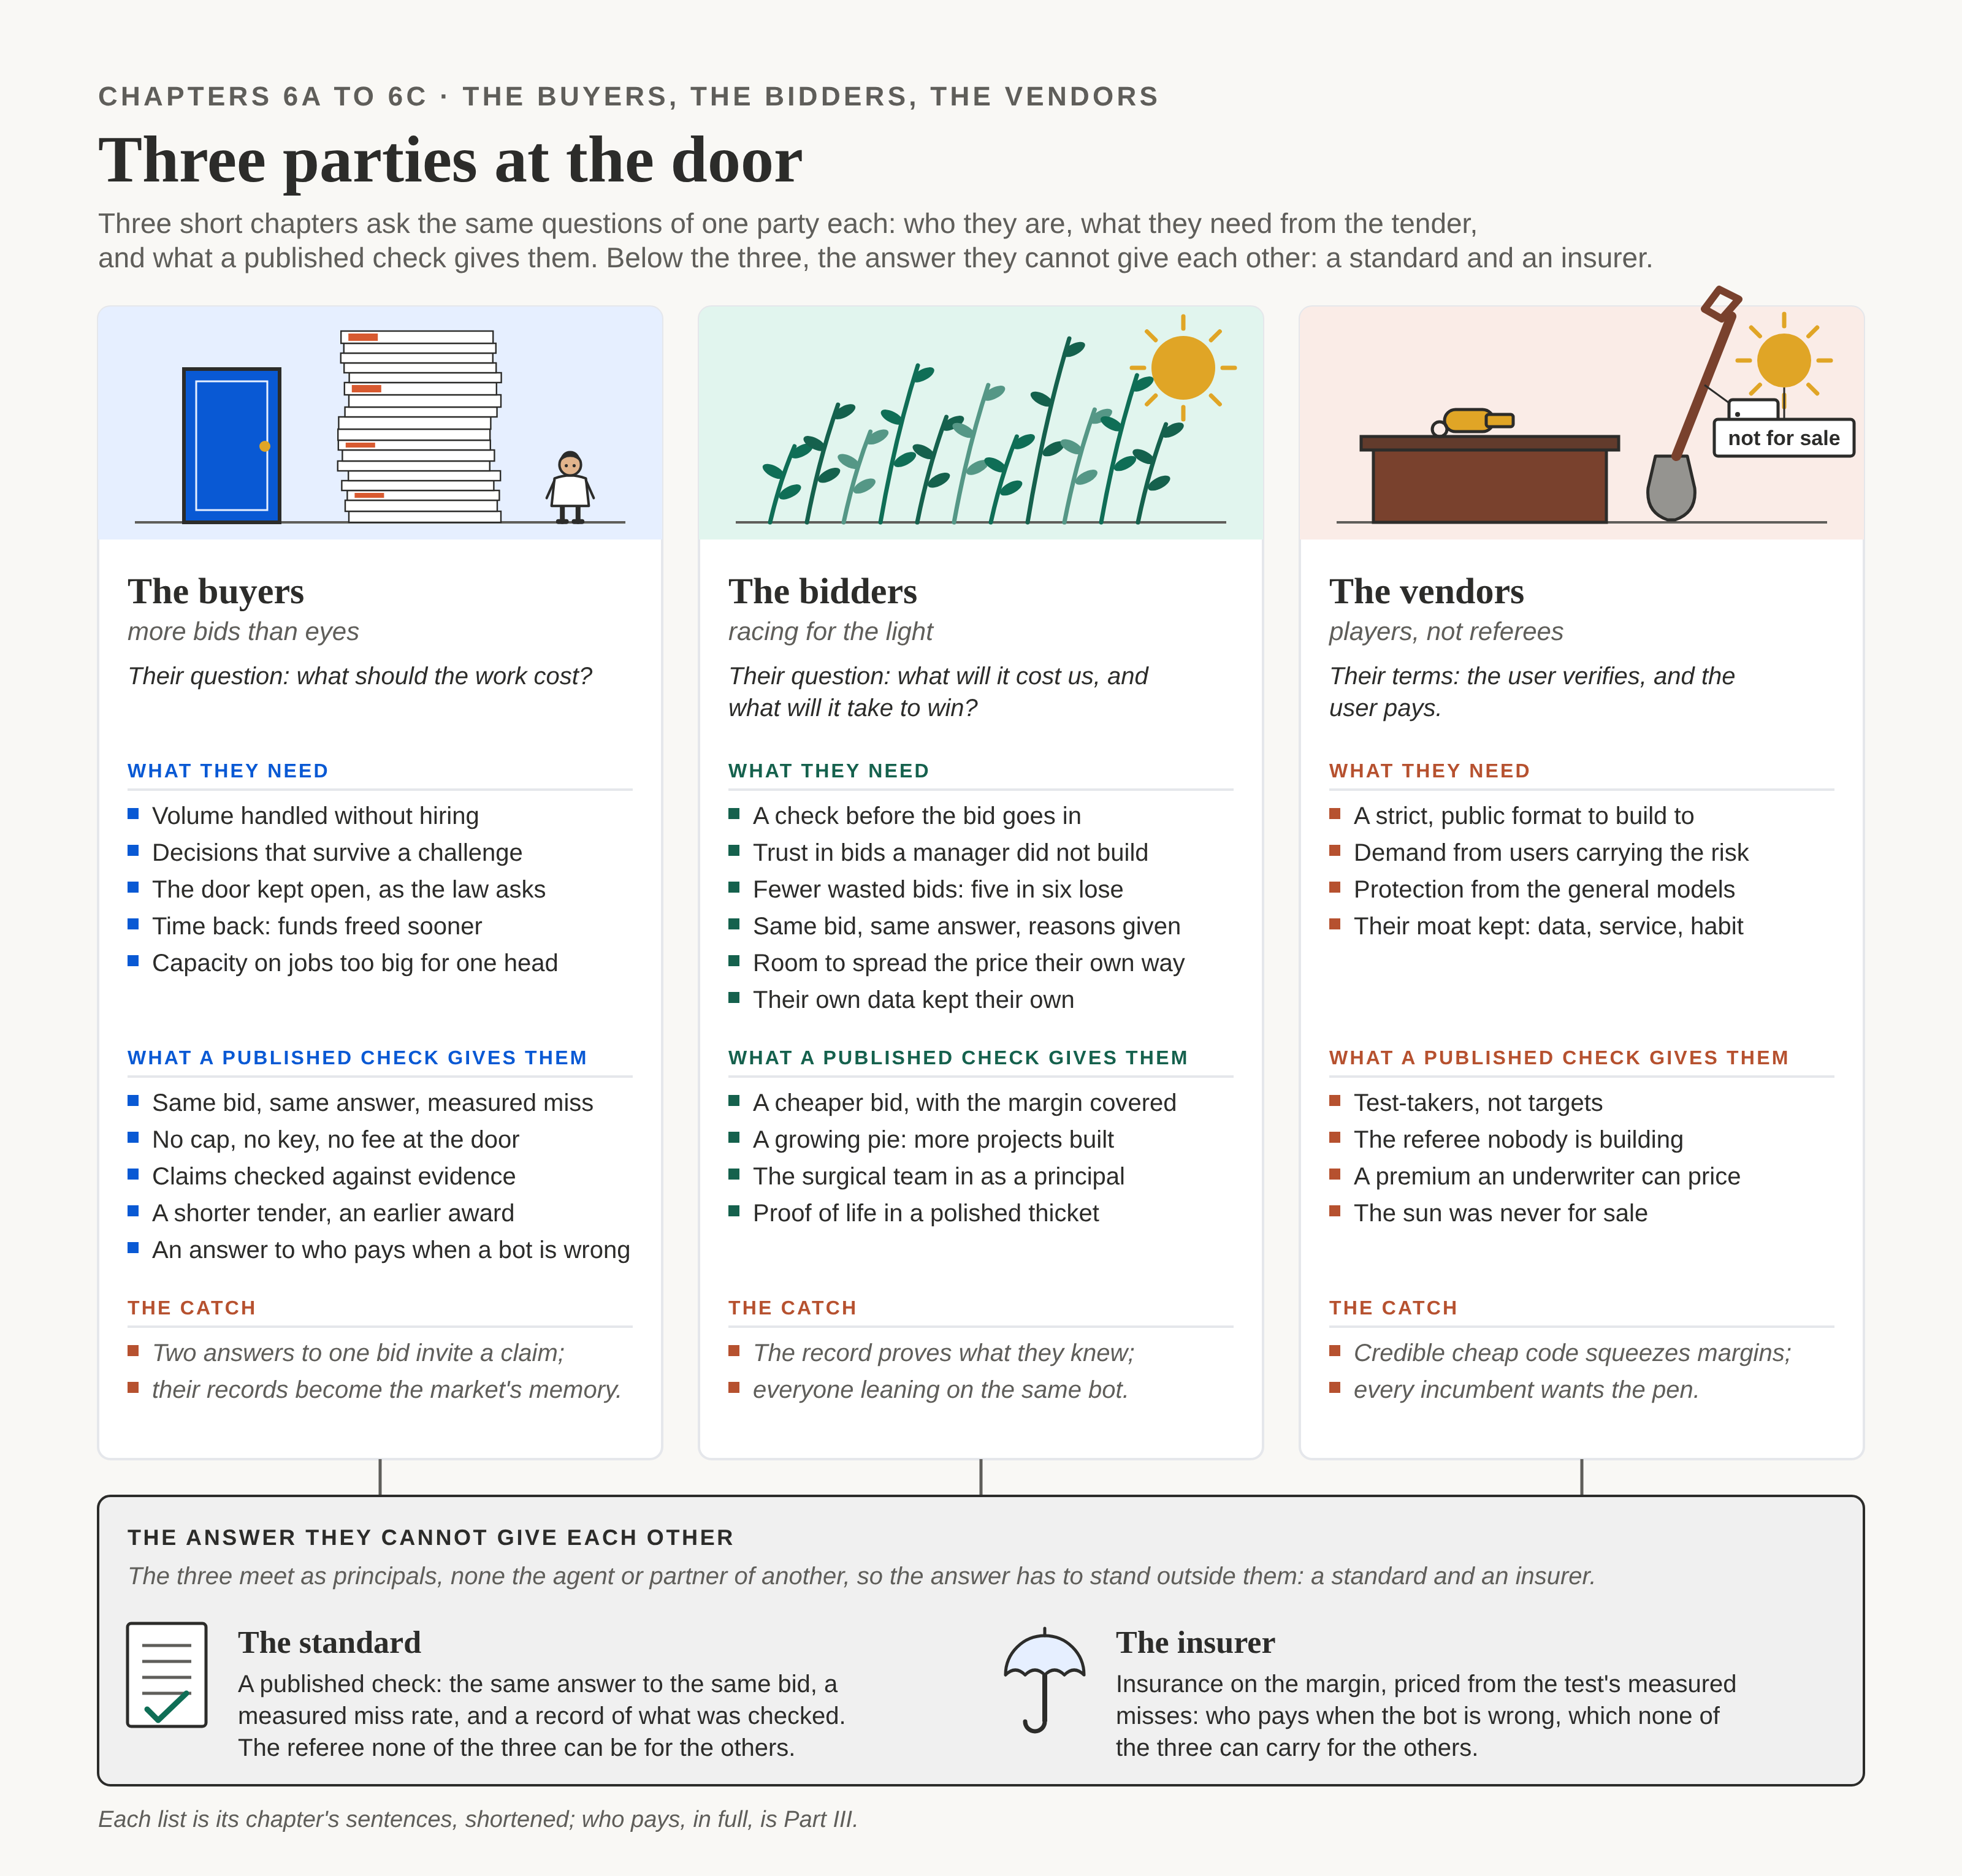 CHAPTERS 6A TO 6C · THE BUYERS, THE BIDDERS, THE VENDORS
Three parties at the door
Three short chapters ask the same questions of one party each: who they are, what they need from the tender,
and what a published check gives them. Below the three, the answer they cannot give each other: a standard and an insurer.
The buyers
more bids than eyes
Their question: what should the work cost?
WHAT THEY NEED
Volume handled without hiring
Decisions that survive a challenge
The door kept open, as the law asks
Time back: funds freed sooner
Capacity on jobs too big for one head
WHAT A PUBLISHED CHECK GIVES THEM
Same bid, same answer, measured miss
No cap, no key, no fee at the door
Claims checked against evidence
A shorter tender, an earlier award
An answer to who pays when a bot is wrong
THE CATCH
Two answers to one bid invite a claim;
their records become the market's memory.
The bidders
racing for the light
Their question: what will it cost us, and
what will it take to win?
WHAT THEY NEED
A check before the bid goes in
Trust in bids a manager did not build
Fewer wasted bids: five in six lose
Same bid, same answer, reasons given
Room to spread the price their own way
Their own data kept their own
WHAT A PUBLISHED CHECK GIVES THEM
A cheaper bid, with the margin covered
A growing pie: more projects built
The surgical team in as a principal
Proof of life in a polished thicket
THE CATCH
The record proves what they knew;
everyone leaning on the same bot.
not for sale
The vendors
players, not referees
Their terms: the user verifies, and the
user pays.
WHAT THEY NEED
A strict, public format to build to
Demand from users carrying the risk
Protection from the general models
Their moat kept: data, service, habit
WHAT A PUBLISHED CHECK GIVES THEM
Test-takers, not targets
The referee nobody is building
A premium an underwriter can price
The sun was never for sale
THE CATCH
Credible cheap code squeezes margins;
every incumbent wants the pen.
THE ANSWER THEY CANNOT GIVE EACH OTHER
The three meet as principals, none the agent or partner of another, so the answer has to stand outside them: a standard and an insurer.
The standard
A published check: the same answer to the same bid, a
measured miss rate, and a record of what was checked.
The referee none of the three can be for the others.
The insurer
Insurance on the margin, priced from the test's measured
misses: who pays when the bot is wrong, which none of
the three can carry for the others.
Each list is its chapter's sentences, shortened; who pays, in full, is Part III.